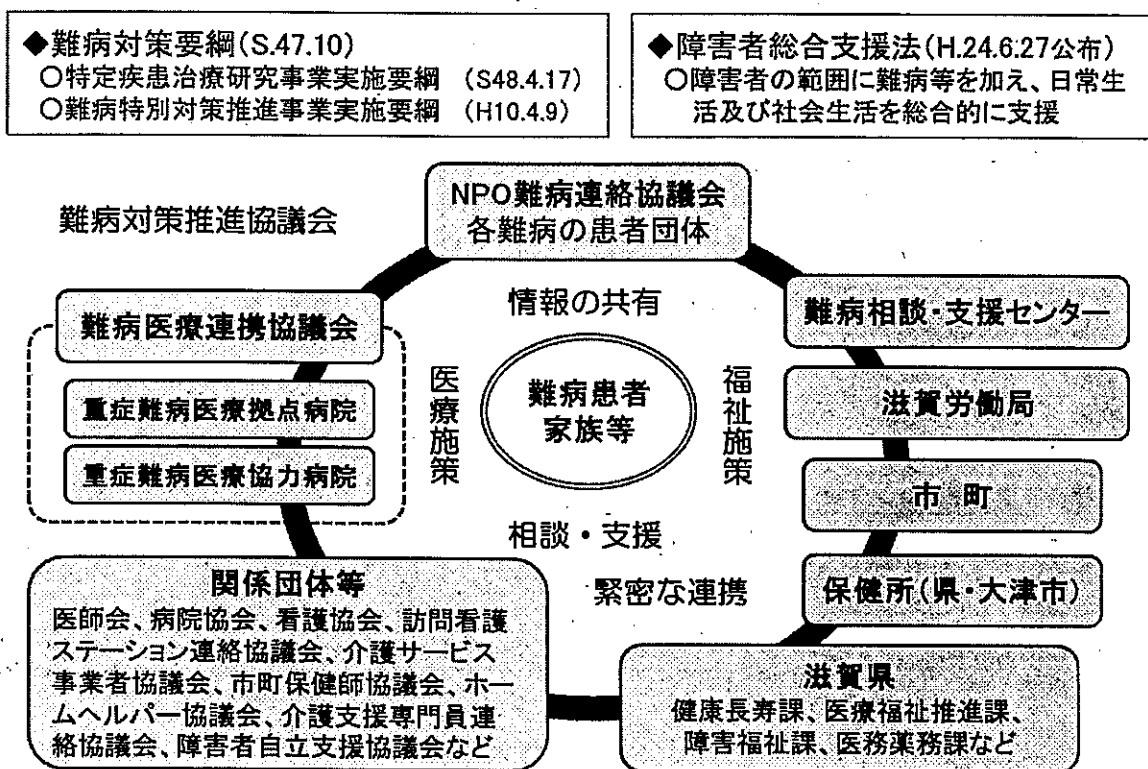 ◆難病対策要綱(S.47.10)
○特定疾患治療研究事業実施要綱 (S48.4.17)
○難病特別対策推進事業実施要綱 (H10.4.9)
◆障害者総合支援法(H.24.6.27公布)
○障害者の範囲に難病等を加え、日常生
活及び社会生活を総合的に支援
難病対策推進協議会
NPO難病連絡協議会
各難病の患者団体
難病医療連携協議会
重症難病医療拠点病院
重症難病医療協力病院
情報の共有
医療施策
難病患者
家族等
福祉施策
相談・支援
緊密な連携
難病相談・支援センター
滋賀労働局
市 町
保健所(県・大津市)
関係団体等
医師会、病院協会、看護協会、訪問看護
ステーション連絡協議会、介護サービス
事業者協議会、市町保健師協議会、ホー
ムヘルパー協議会、介護支援専門員連
絡協議会、障害者自立支援協議会など
滋賀県
健康長寿課、医療福祉推進課、
障害福祉課、医務薬務課など